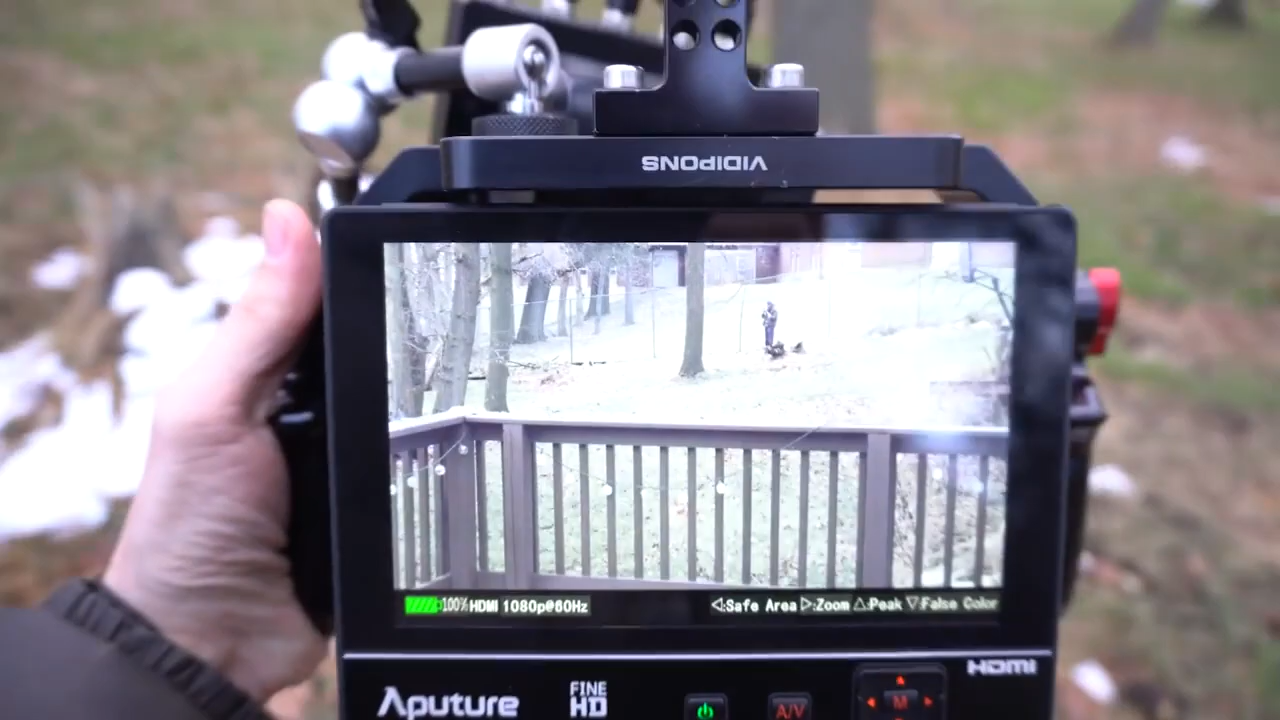 VIDIPONS
100% HDMI 1080p@60Hz
◁:Safe Area ▷:Zoom △:Peak ▽:False Color
HDMI
Aputure
FINE
HD
A/V
M